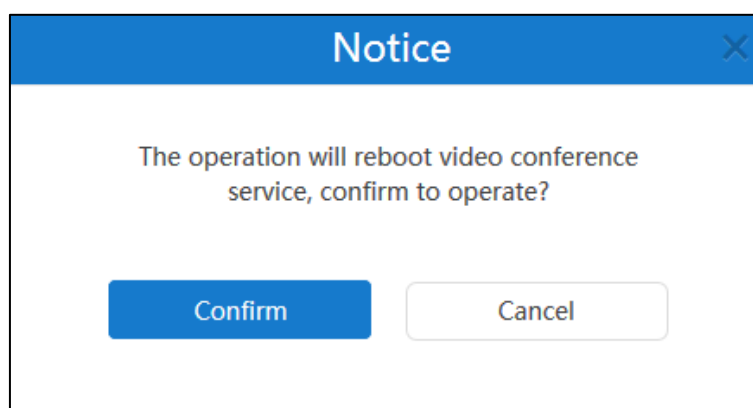 Notice
The operation will reboot video conference
service, confirm to operate?
Confirm
Cancel